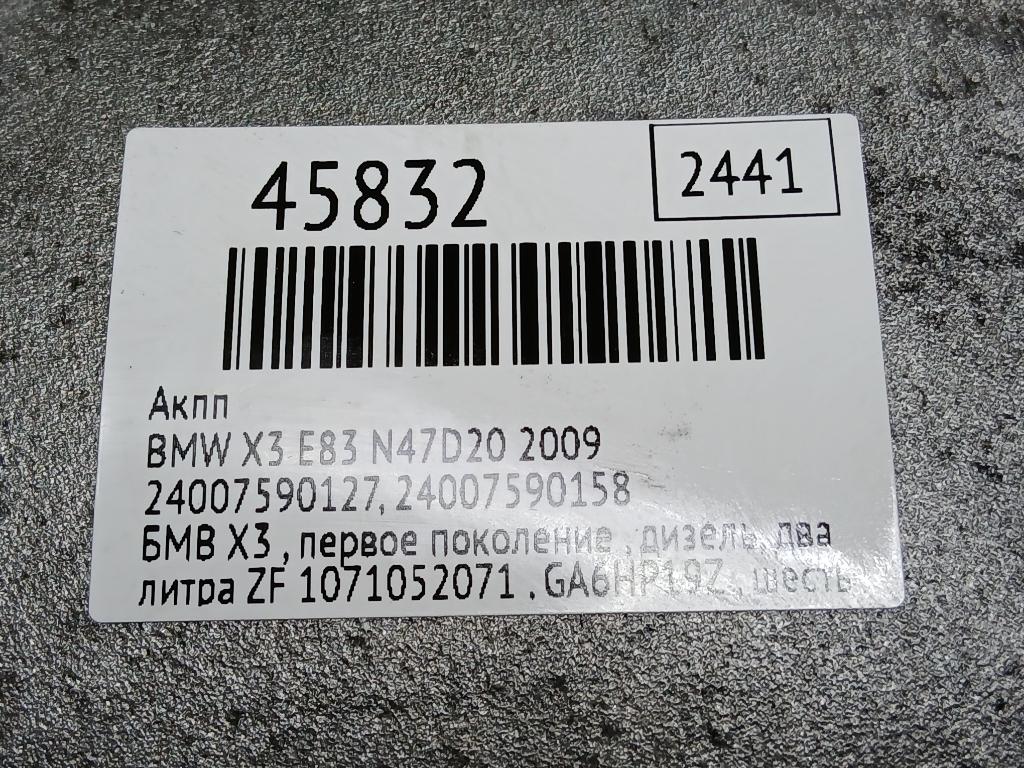 45832
2441
Акпп
BMW X3 E83 N47D20 2009
24007590127, 24007590158
БМВ X3 , первое поколение , дизель, два
литра ZF 1071052071 , GA6HP19Z , шесть